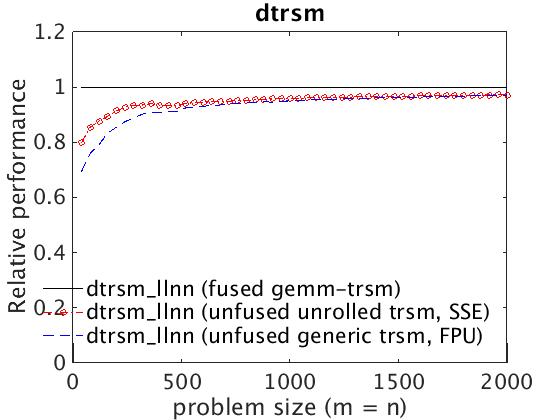 dtrsm
1.2
1
0.8
0.6
0.4
0.2
0
Relative performance
dtrsm_llnn (fused gemm-trsm)
dtrsm_llnn (unfused unrolled trsm, SSE)
dtrsm_llnn (unfused generic trsm, FPU)
0 500 1000 1500 2000
problem size (m = n)